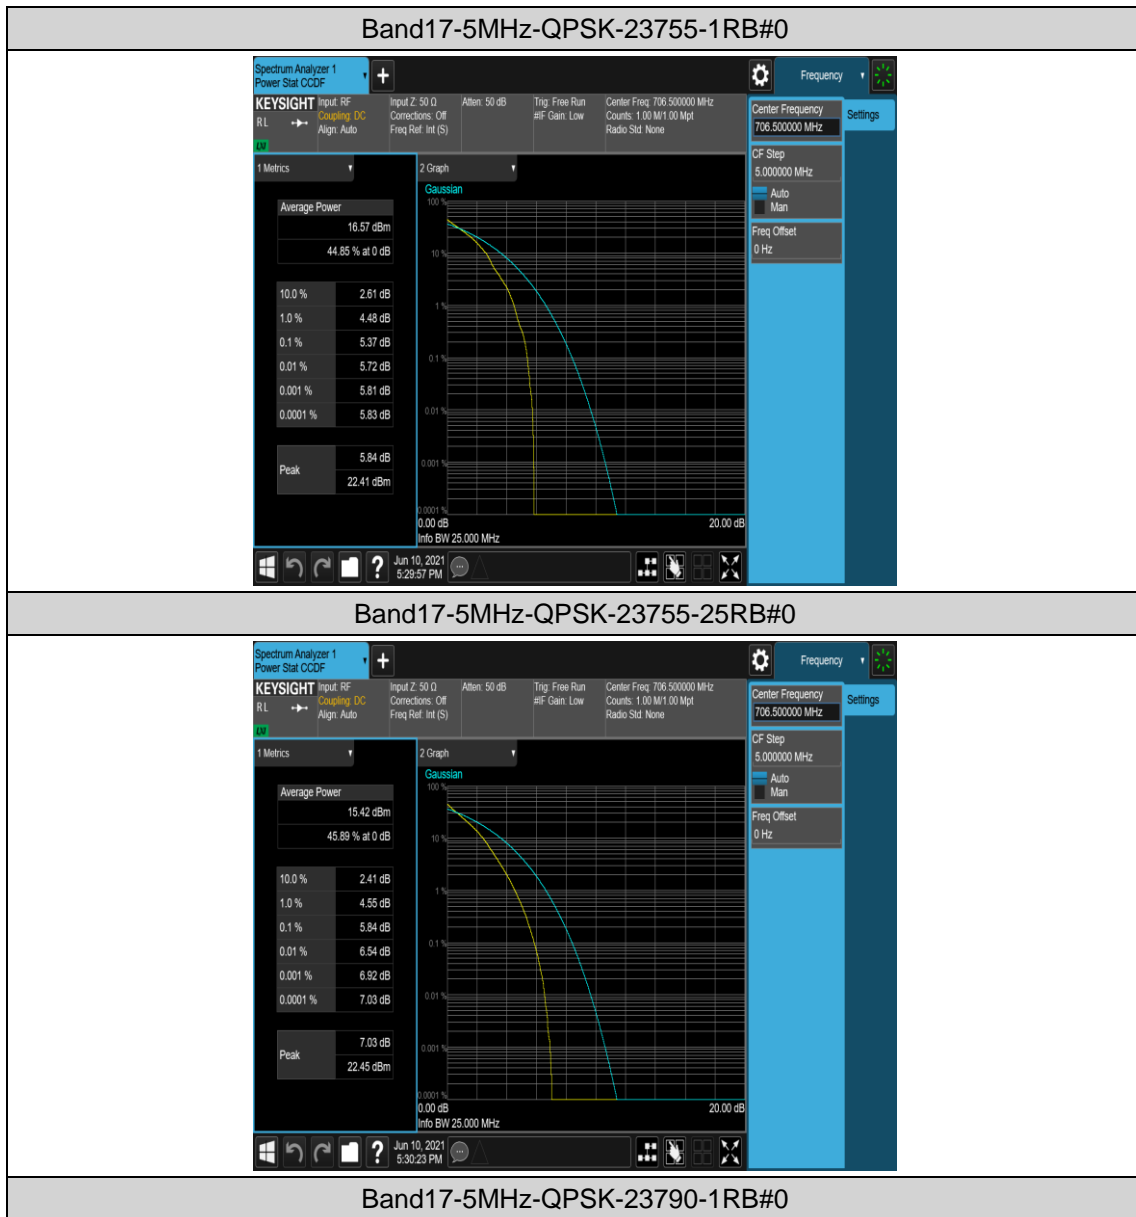 Band17-5MHz-QPSK-23755-1RB#0
Spectrum Analyzer 1
Power Stat CCDF
Frequency
KEYSIGHT
RL
Input: RF
Coupling: DC
Align: Auto
Input Z: 50 Ω
Corrections: Off
Freq Ref: Int (S)
Atten: 50 dB
Trig: Free Run
#IF Gain: Low
Center Freq: 706.500000 MHz
Counts: 1.00 M/1.00 Mpt
Radio Std: None
Center Frequency
706.500000 MHz
Settings
CF Step
5.000000 MHz
Auto
Man
Freq Offset
0 Hz
1 Metrics
2 Graph
Gaussian
Average Power
16.57 dBm
44.85 % at 0 dB
10.0 % 2.61 dB
1.0 % 4.48 dB
0.1 % 5.37 dB
0.01 % 5.72 dB
0.001 % 5.81 dB
0.0001 % 5.83 dB
Peak 5.84 dB
22.41 dBm
100 %
10 %
1 %
0.1 %
0.01 %
0.001 %
0.0001 %
0.00 dB 20.00 dB
Info BW 25.000 MHz
Jun 10, 2021
5:29:57 PM
Band17-5MHz-QPSK-23755-25RB#0
Spectrum Analyzer 1
Power Stat CCDF
Frequency
KEYSIGHT
RL
Input: RF
Coupling: DC
Align: Auto
Input Z: 50 Ω
Corrections: Off
Freq Ref: Int (S)
Atten: 50 dB
Trig: Free Run
#IF Gain: Low
Center Freq: 706.500000 MHz
Counts: 1.00 M/1.00 Mpt
Radio Std: None
Center Frequency
706.500000 MHz
Settings
CF Step
5.000000 MHz
Auto
Man
Freq Offset
0 Hz
1 Metrics
2 Graph
Gaussian
Average Power
15.42 dBm
45.89 % at 0 dB
10.0 % 2.41 dB
1.0 % 4.55 dB
0.1 % 5.84 dB
0.01 % 6.54 dB
0.001 % 6.92 dB
0.0001 % 7.03 dB
Peak 7.03 dB
22.45 dBm
100 %
10 %
1 %
0.1 %
0.01 %
0.001 %
0.0001 %
0.00 dB 20.00 dB
Info BW 25.000 MHz
Jun 10, 2021
5:30:23 PM
Band17-5MHz-QPSK-23790-1RB#0